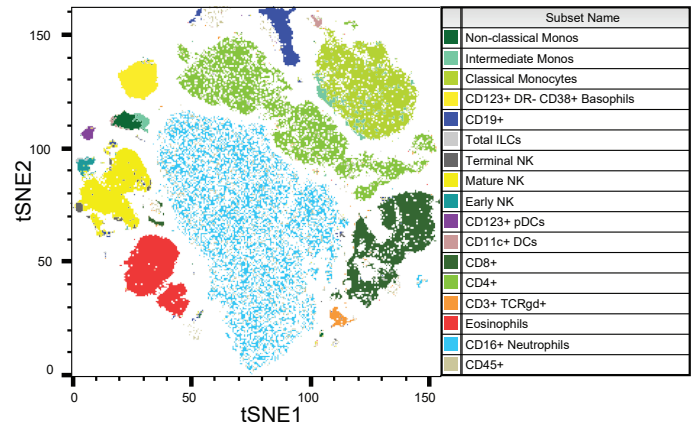 150
100
50
0
tSNE2
0
50
100
150
tSNE1
Subset Name
Non-classical Monos
Intermediate Monos
Classical Monocytes
CD123+ DR- CD38+ Basophils
CD19+
Total ILCs
Terminal NK
Mature NK
Early NK
CD123+ pDCs
CD11c+ DCs
CD8+
CD4+
CD3+ TCRgd+
Eosinophils
CD16+ Neutrophils
CD45+